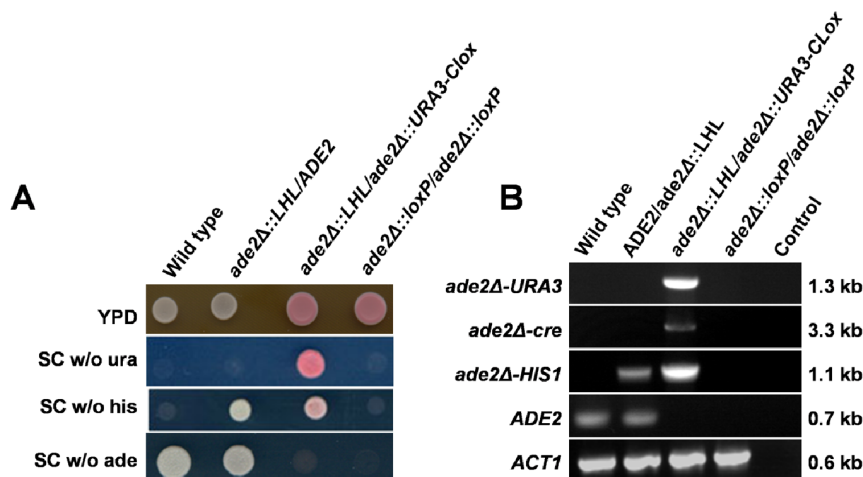 A
Wild type
ade2Δ::LHL/ADE2
ade2Δ::LHL/ade2Δ::URA3-Clox
ade2Δ::loxP/ade2Δ::loxP
YPD
SC w/o ura
SC w/o his
SC w/o ade
B
Wild type
ADE2/ade2Δ::LHL
ade2Δ::LHL/ade2Δ::URA3-CLox
ade2Δ::loxP/ade2Δ::loxP
Control
ade2Δ-URA3 1.3 kb
ade2Δ-cre 3.3 kb
ade2Δ-HIS1 1.1 kb
ADE2 0.7 kb
ACT1 0.6 kb